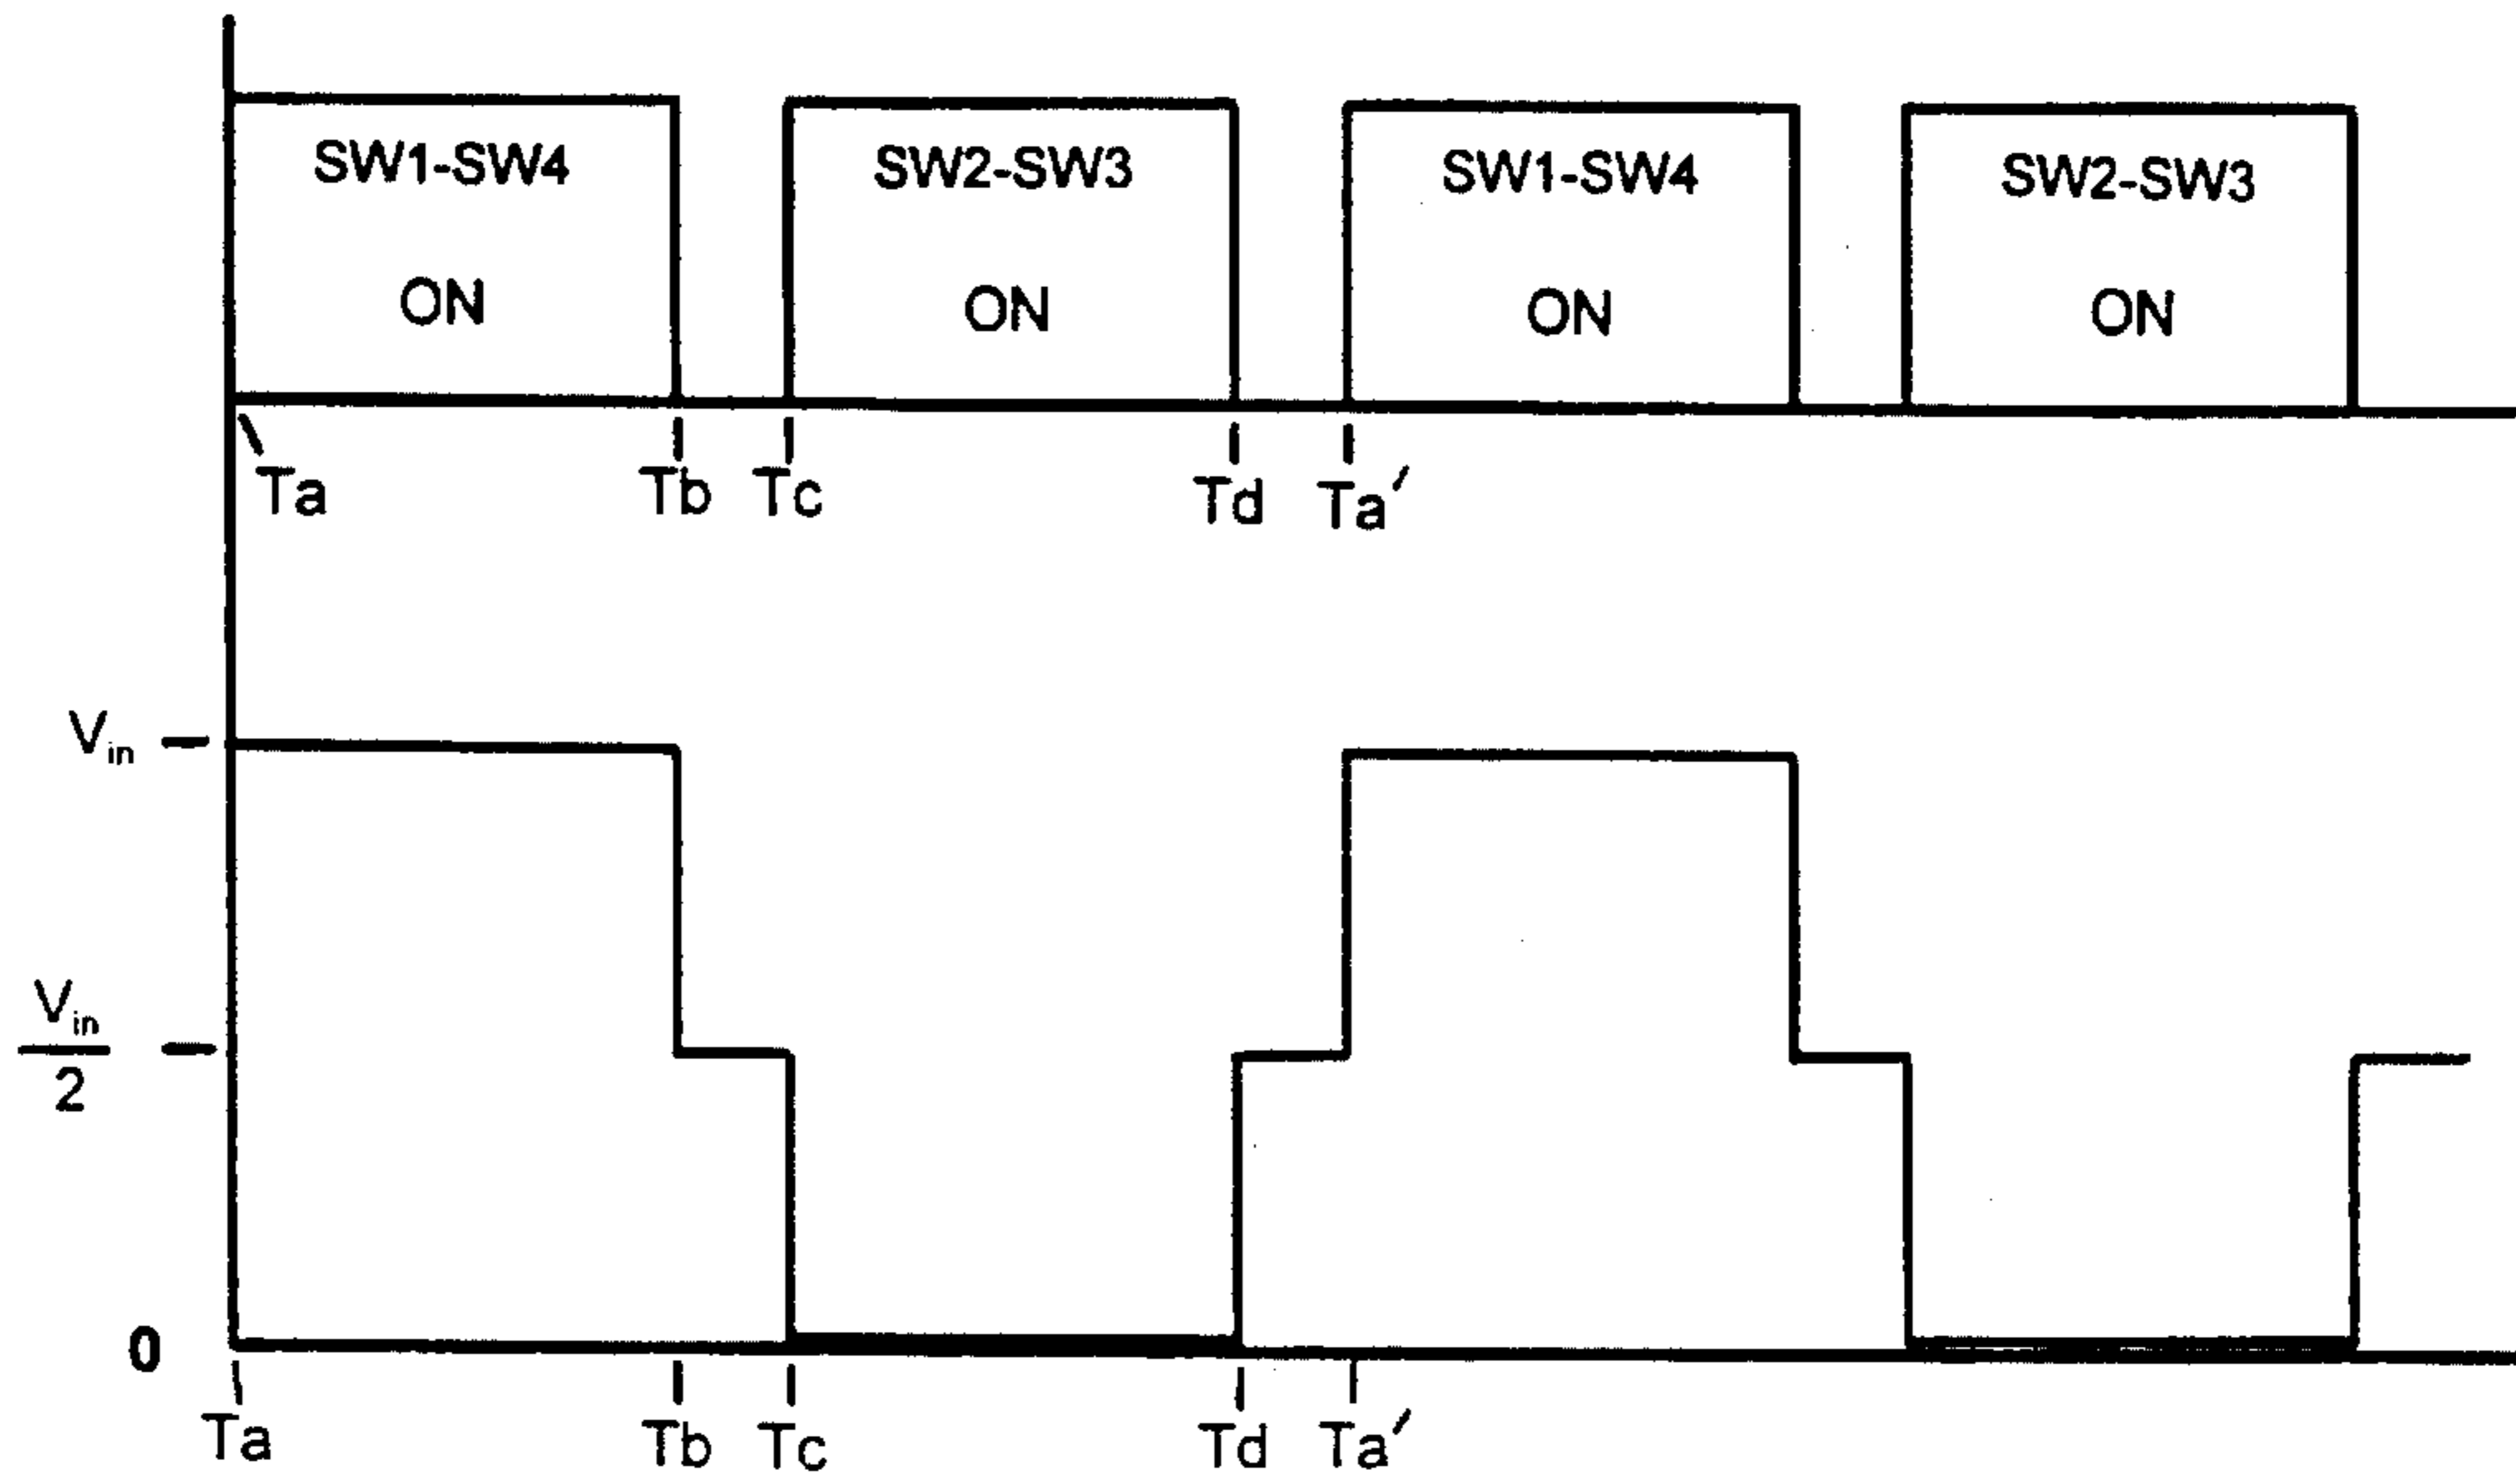 SW1-SW4 SW2-SW3 SW1-SW4 SW2-SW3
ON ON ON ON
Ta Tb Tc Td Ta′
Vin
Vin
2
0
Ta Tb Tc Td Ta′